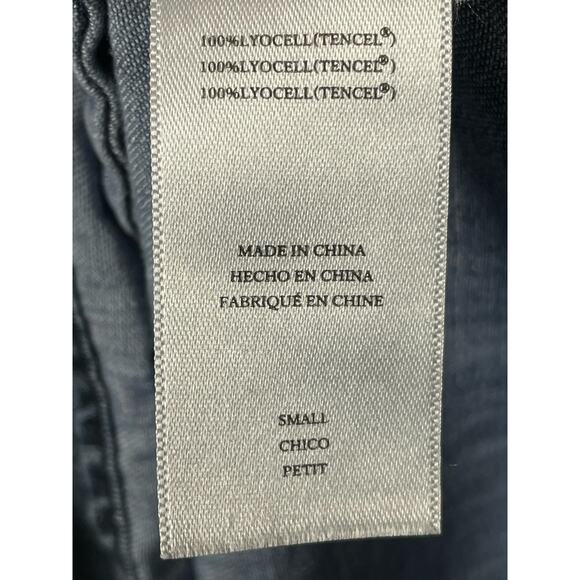 100%LYOCELL(TENCEL®)
100%LYOCELL(TENCEL®)
100%LYOCELL(TENCEL®)
MADE IN CHINA
HECHO EN CHINA
FABRIQUÉ EN CHINE
SMALL
CHICO
PETIT